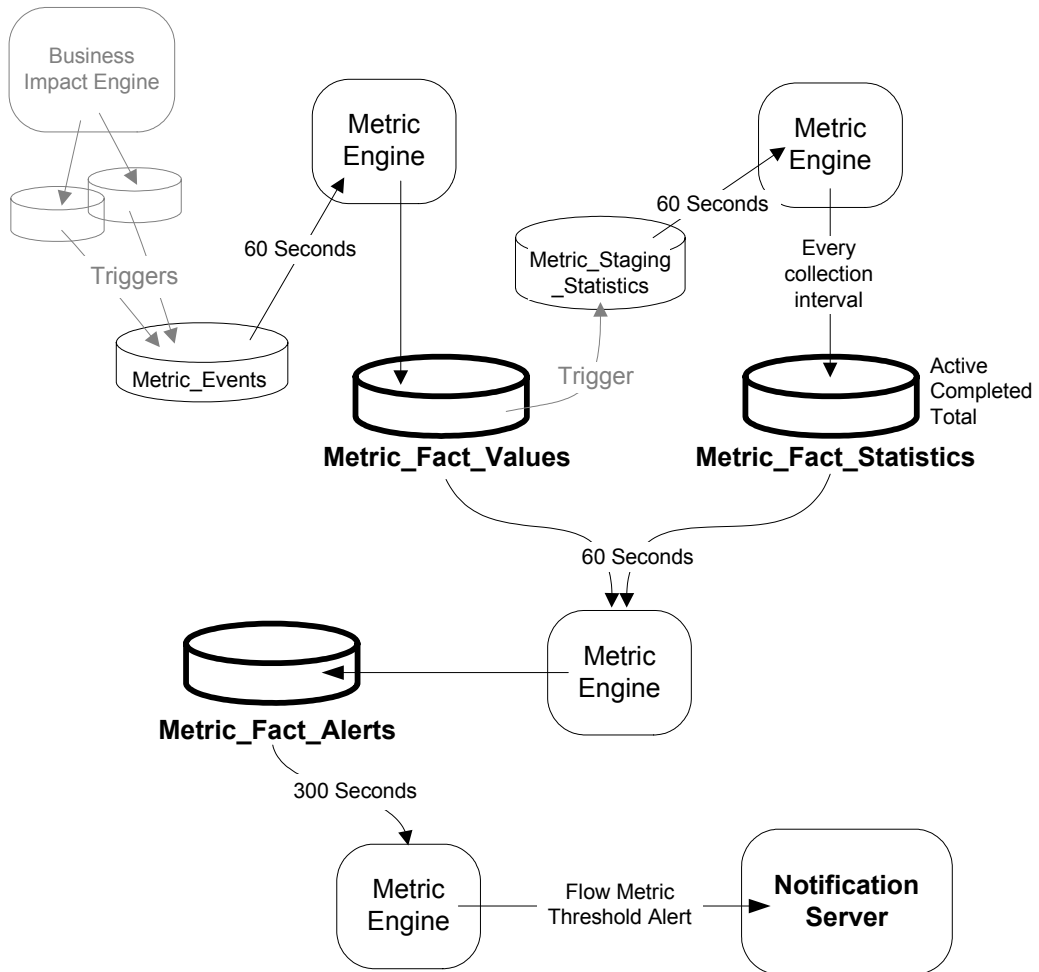 Business
Impact Engine
Metric
Engine
Metric
Engine
60 Seconds
60 Seconds
Triggers
Metric_Staging
_Statistics
Every
collection
interval
Metric_Events
Trigger
Active
Completed
Total
Metric_Fact_Values
Metric_Fact_Statistics
60 Seconds
Metric
Engine
Metric_Fact_Alerts
300 Seconds
Metric
Engine
Flow Metric
Threshold Alert
Notification
Server